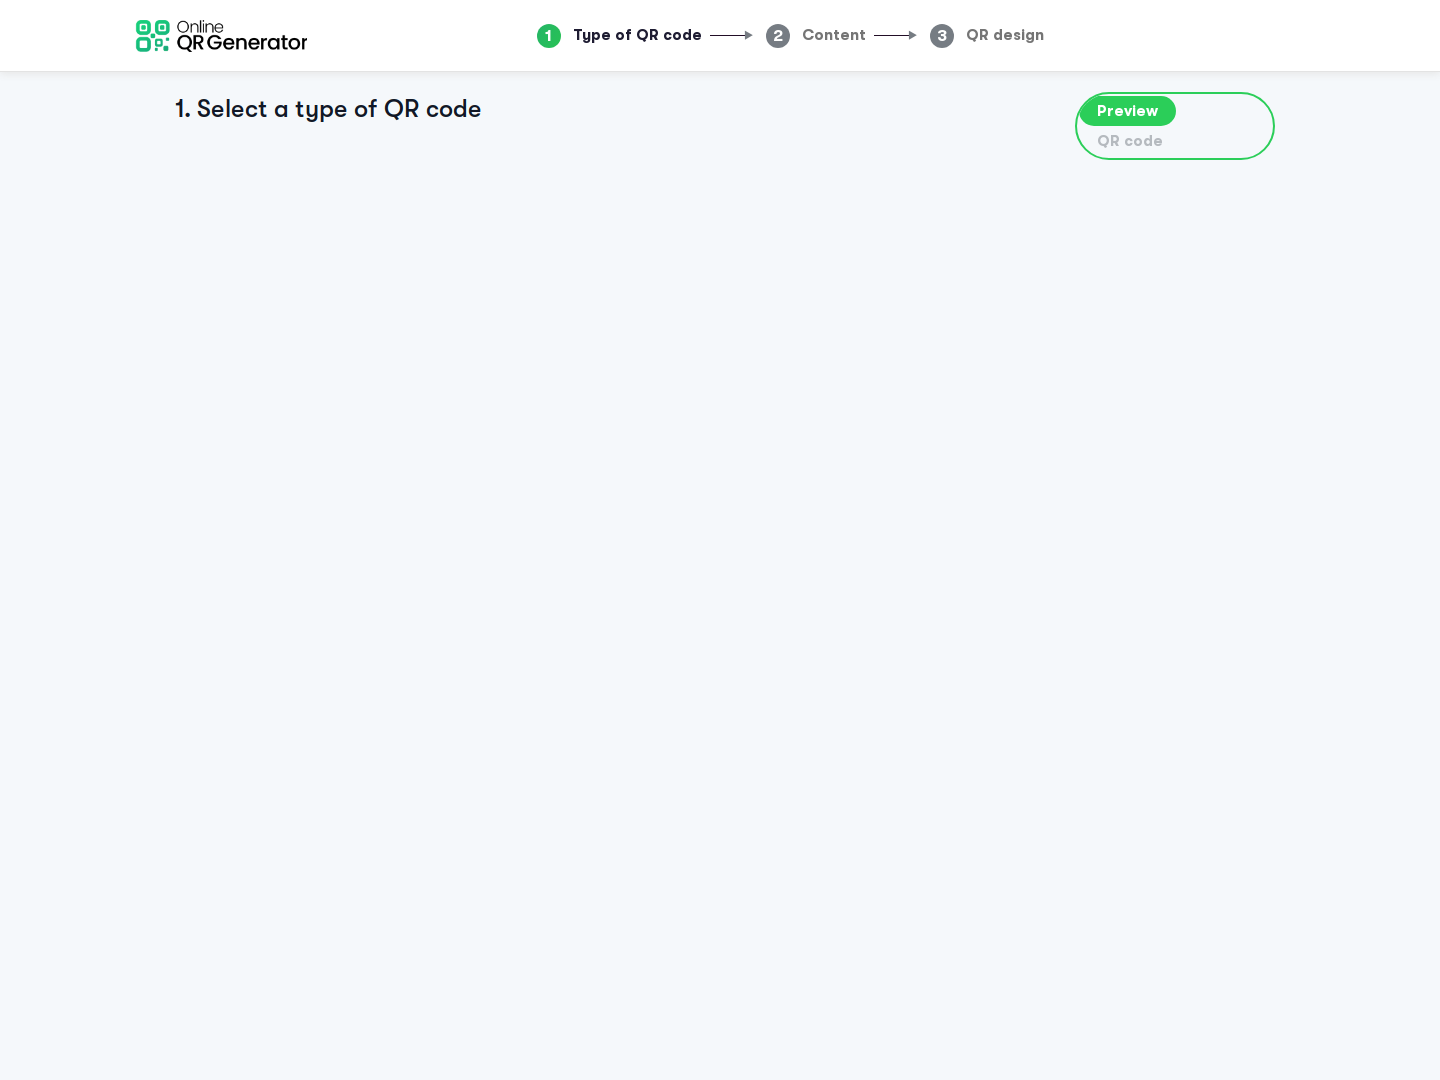 Online
QR Generator
1 Type of QR code 2 Content 3 QR design
1. Select a type of QR code
Preview
QR code